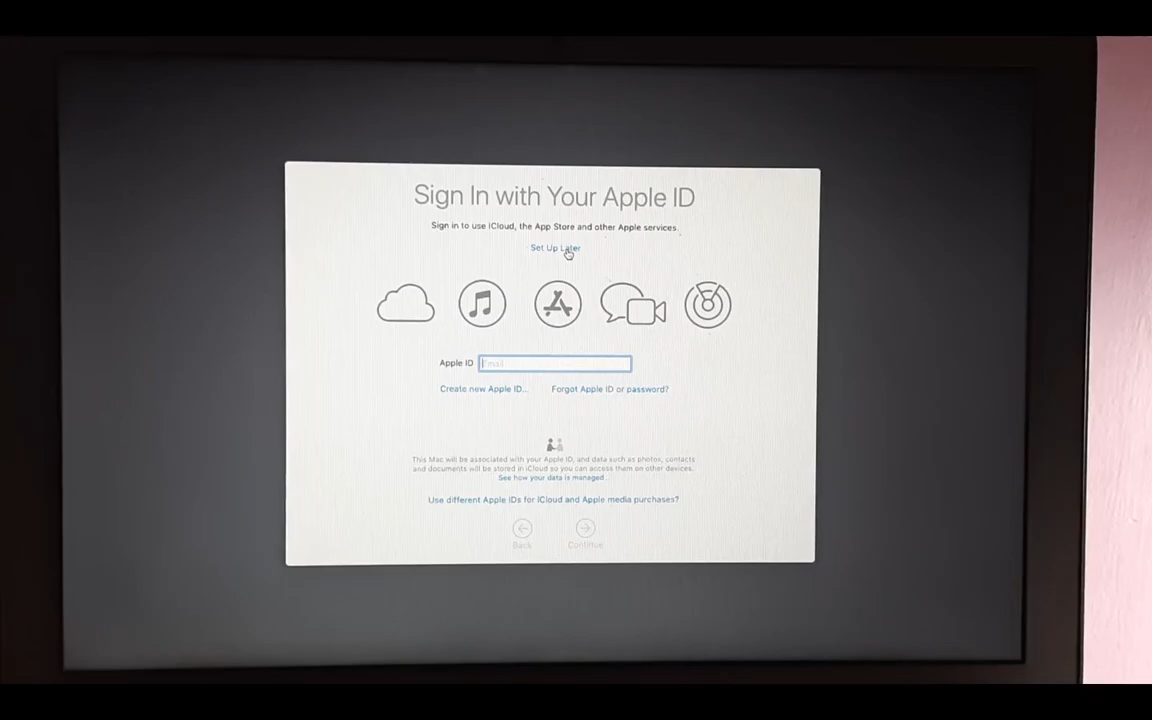 Sign In with Your Apple ID
Sign in to use iCloud, the App Store and other Apple services.
Set Up Later
Apple ID Email
Create new Apple ID... Forgot Apple ID or password?
This Mac will be associated with your Apple ID, and data such as photos, contacts
and documents will be stored in iCloud so you can access them on other devices.
See how your data is managed...
Use different Apple IDs for iCloud and Apple media purchases?
Back Continue